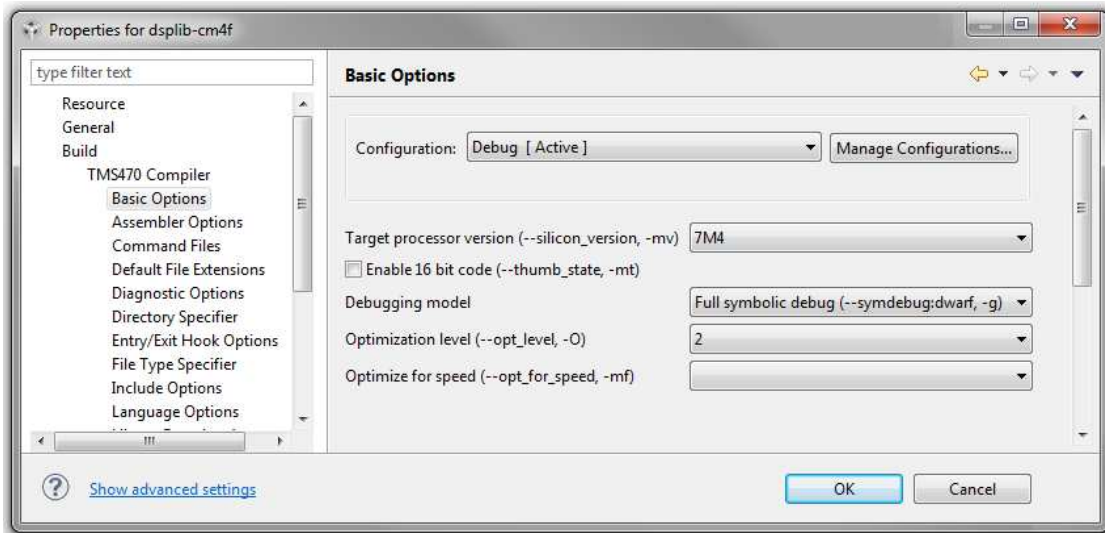 Properties for dsplib-cm4f
type filter text
Resource
General
Build
TMS470 Compiler
Basic Options
Assembler Options
Command Files
Default File Extensions
Diagnostic Options
Directory Specifier
Entry/Exit Hook Options
File Type Specifier
Include Options
Language Options
Basic Options
Configuration: Debug [ Active ] Manage Configurations...
Target processor version (--silicon_version, -mv) 7M4
Enable 16 bit code (--thumb_state, -mt)
Debugging model Full symbolic debug (--symdebug:dwarf, -g)
Optimization level (--opt_level, -O) 2
Optimize for speed (--opt_for_speed, -mf)
? Show advanced settings
OK Cancel